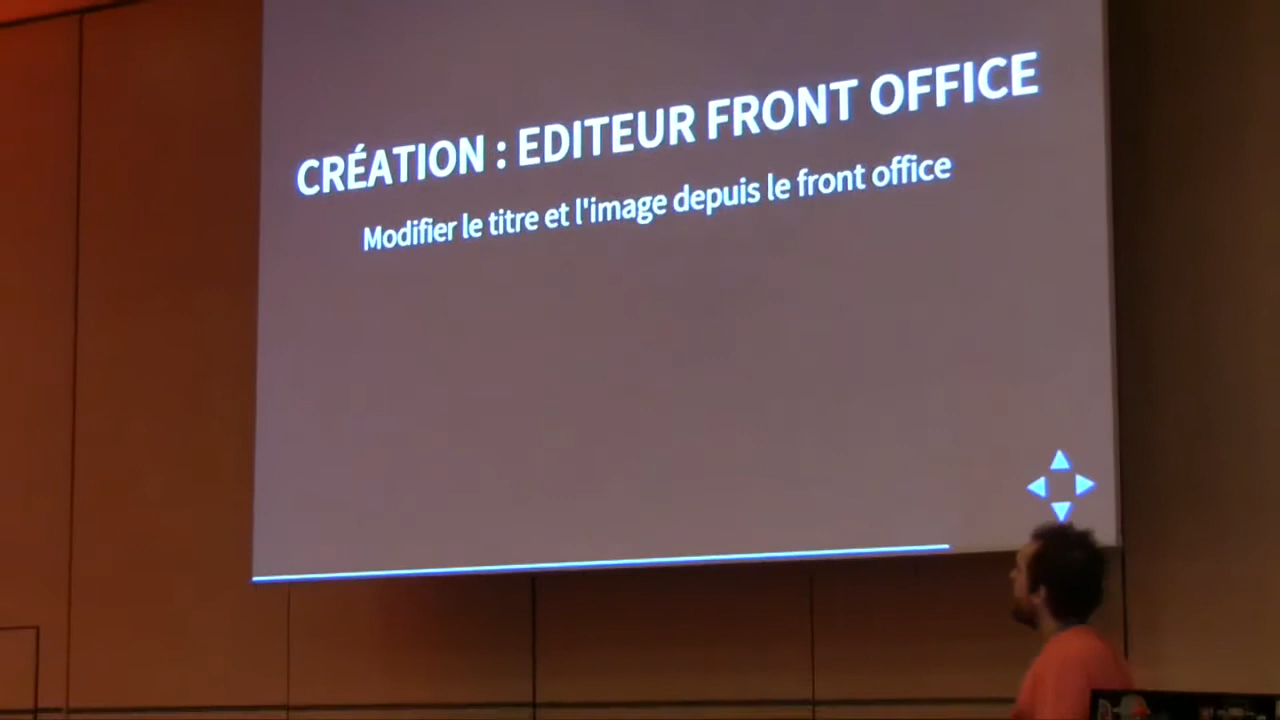 CRÉATION : EDITEUR FRONT OFFICE
Modifier le titre et l'image depuis le front office